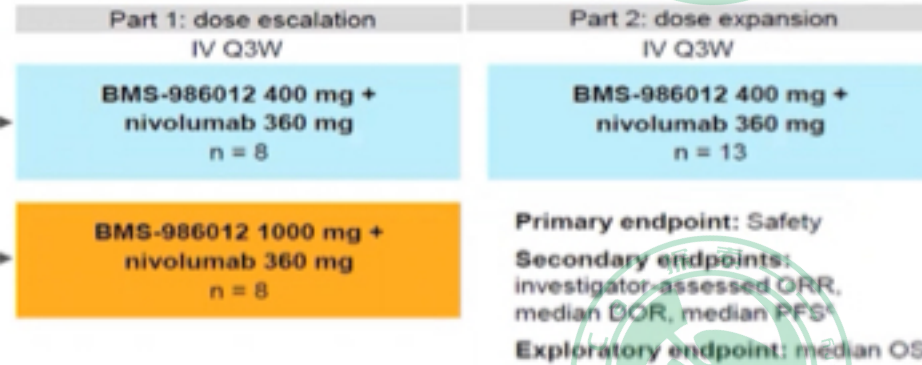 Part 1: dose escalation
IV Q3W
BMS-986012 400 mg +
nivolumab 360 mg
n = 8
BMS-986012 1000 mg +
nivolumab 360 mg
n = 8
Part 2: dose expansion
IV Q3W
BMS-986012 400 mg +
nivolumab 360 mg
n = 13
Primary endpoint: Safety
Secondary endpoints:
investigator-assessed ORR,
median DOR, median PFS
Exploratory endpoint: median OS